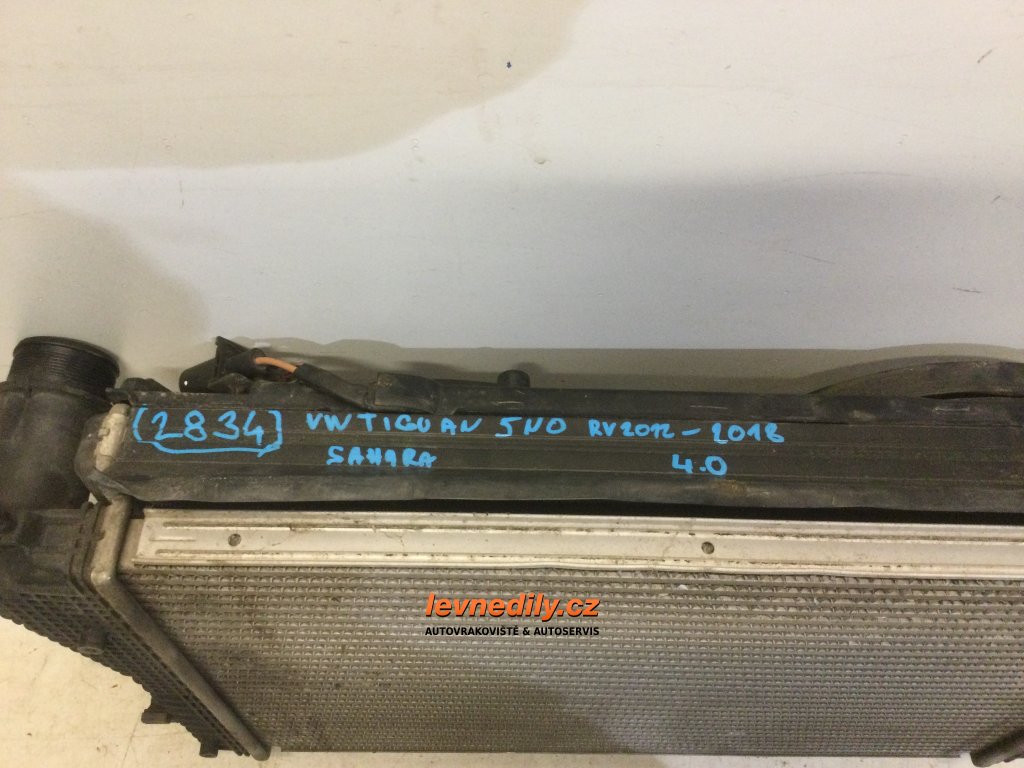 (2834) VW TIGUAN 5N0 RV2012-2018
SAHARA 4.0
levnedily.cz
AUTOVRAKOVIŠTĚ & AUTOSERVIS